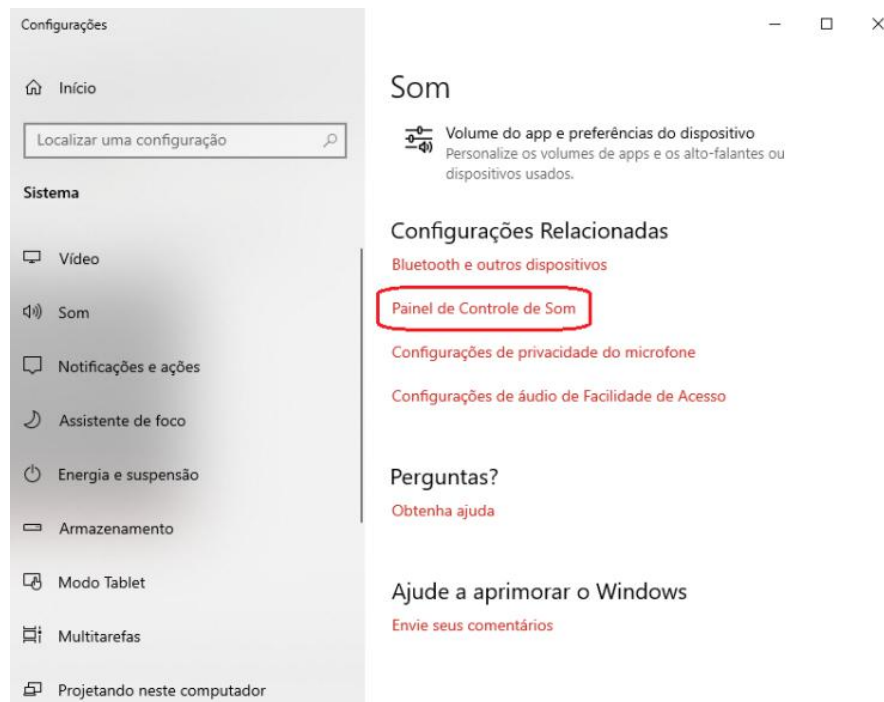 Configurações
Início
Localizar uma configuração
Sistema
Vídeo
Som
Notificações e ações
Assistente de foco
Energia e suspensão
Armazenamento
Modo Tablet
Multitarefas
Projetando neste computador
Som
Volume do app e preferências do dispositivo
Personalize os volumes de apps e os alto-falantes ou
dispositivos usados.
Configurações Relacionadas
Bluetooth e outros dispositivos
Painel de Controle de Som
Configurações de privacidade do microfone
Configurações de áudio de Facilidade de Acesso
Perguntas?
Obtenha ajuda
Ajude a aprimorar o Windows
Envie seus comentários